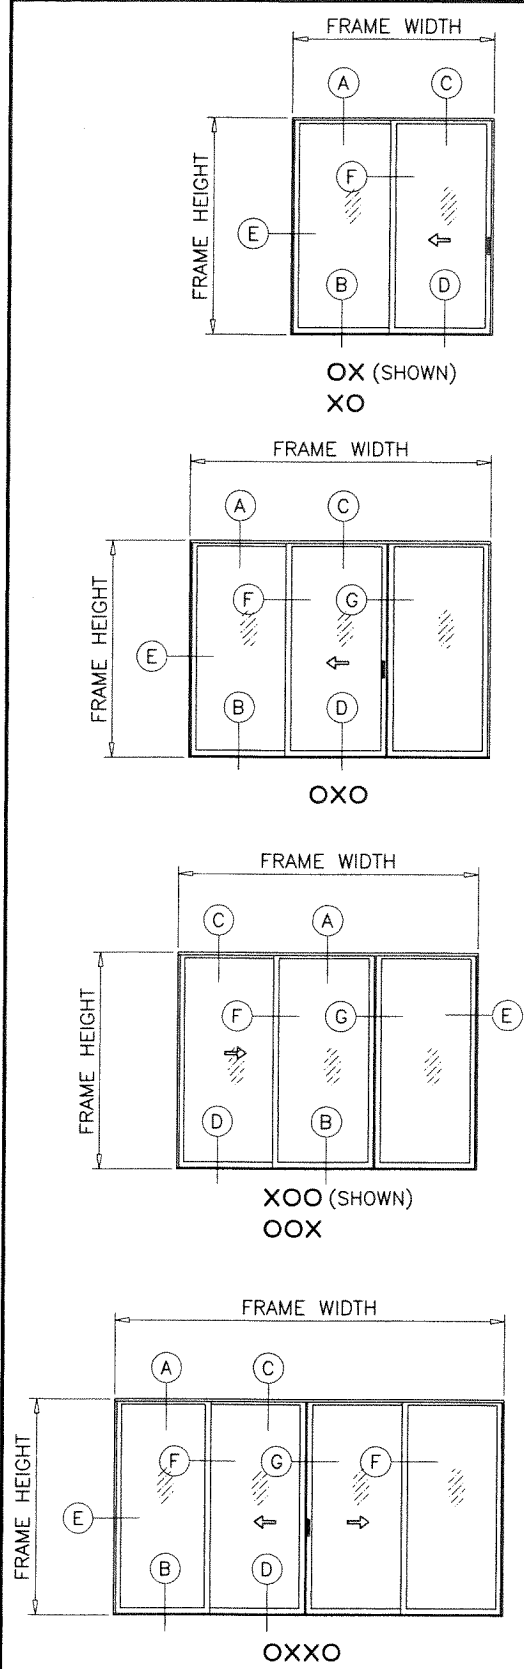 FRAME WIDTH
A C
F
FRAME HEIGHT
E
B D
OX (SHOWN)
XO
FRAME WIDTH
A C
F G
FRAME HEIGHT
E
B D
OXO
FRAME WIDTH
C A
F G E
FRAME HEIGHT
D B
XOO (SHOWN)
OOX
FRAME WIDTH
A C
F G F
FRAME HEIGHT
E
B D
OXXO